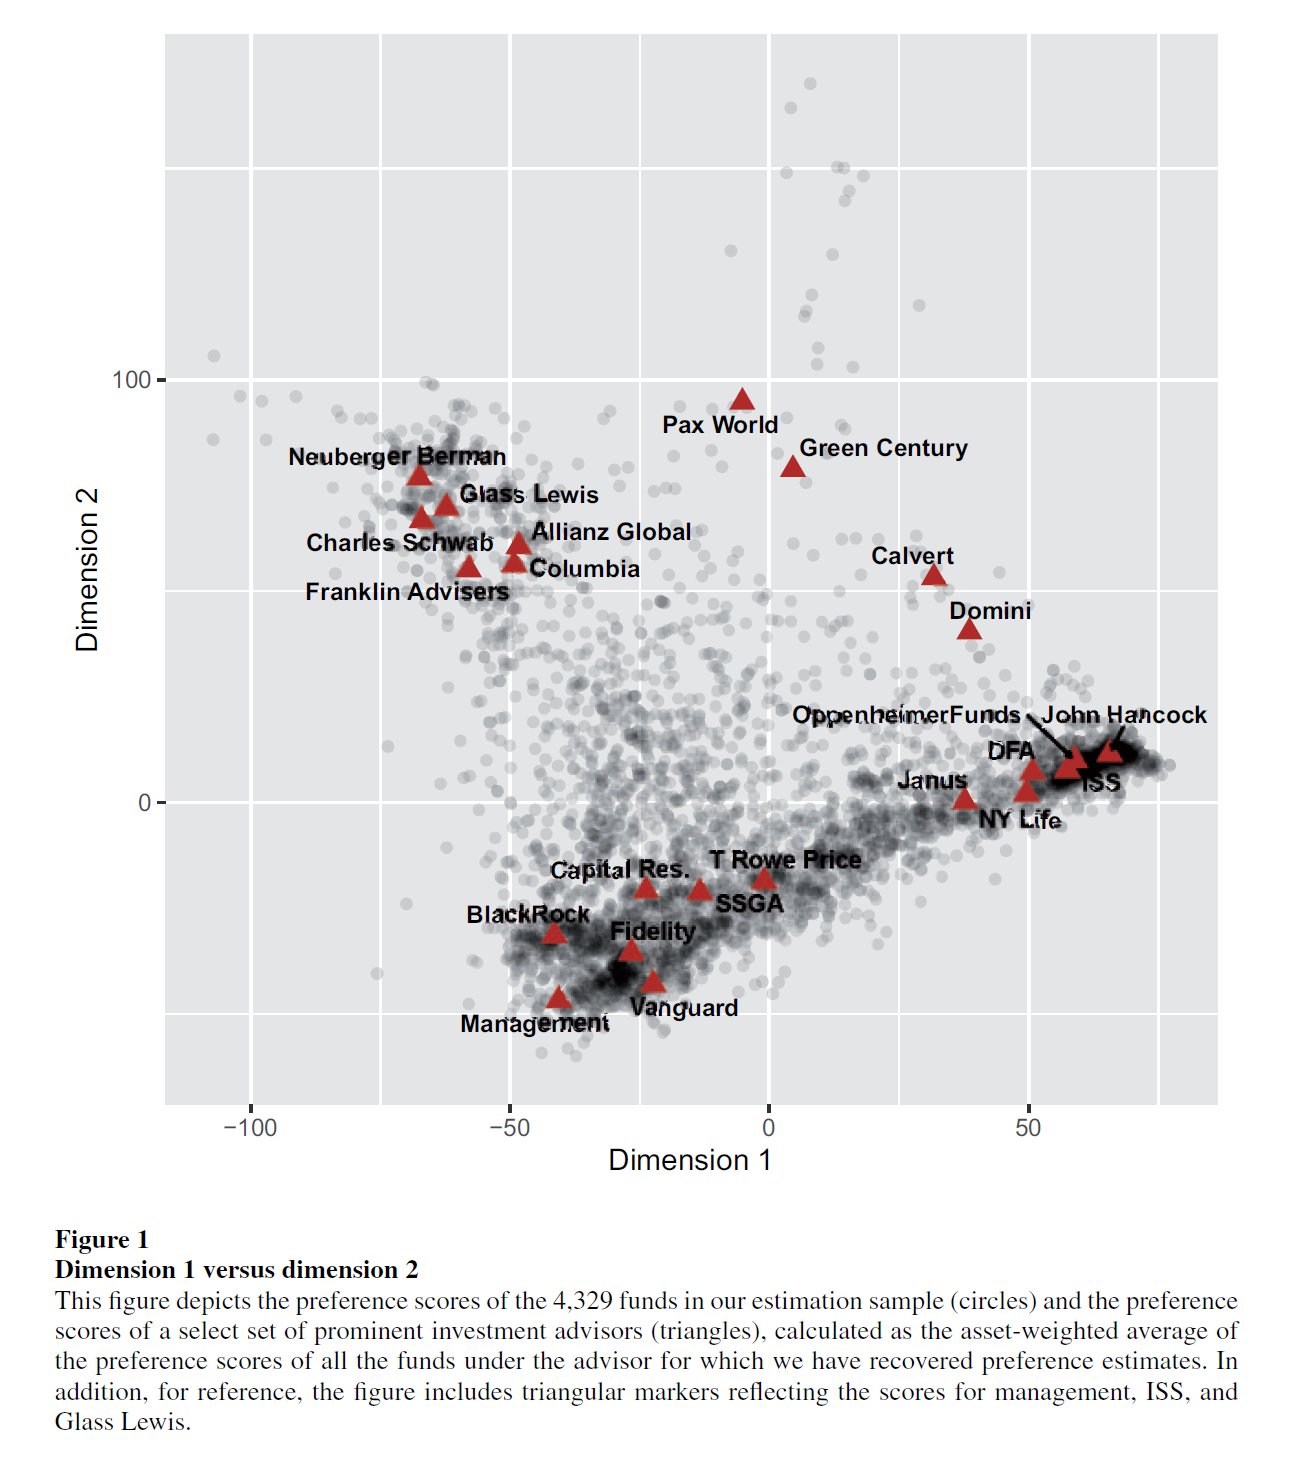 100
Pax World
Green Century
Neuberger Berman
Glass Lewis
Allianz Global
Charles Schwab
Calvert
Columbia
Franklin Advisers
Domini
Dimension 2
OppenheimerFunds
John Hancock
DFA
Janus
ISS
0
NY Life
T Rowe Price
Capital Res.
SSGA
BlackRock
Fidelity
Vanguard
Management
−100
−50
0
50
Dimension 1
Figure 1
Dimension 1 versus dimension 2
This figure depicts the preference scores of the 4,329 funds in our estimation sample (circles) and the preference
scores of a select set of prominent investment advisors (triangles), calculated as the asset-weighted average of
the preference scores of all the funds under the advisor for which we have recovered preference estimates. In
addition, for reference, the figure includes triangular markers reflecting the scores for management, ISS, and
Glass Lewis.